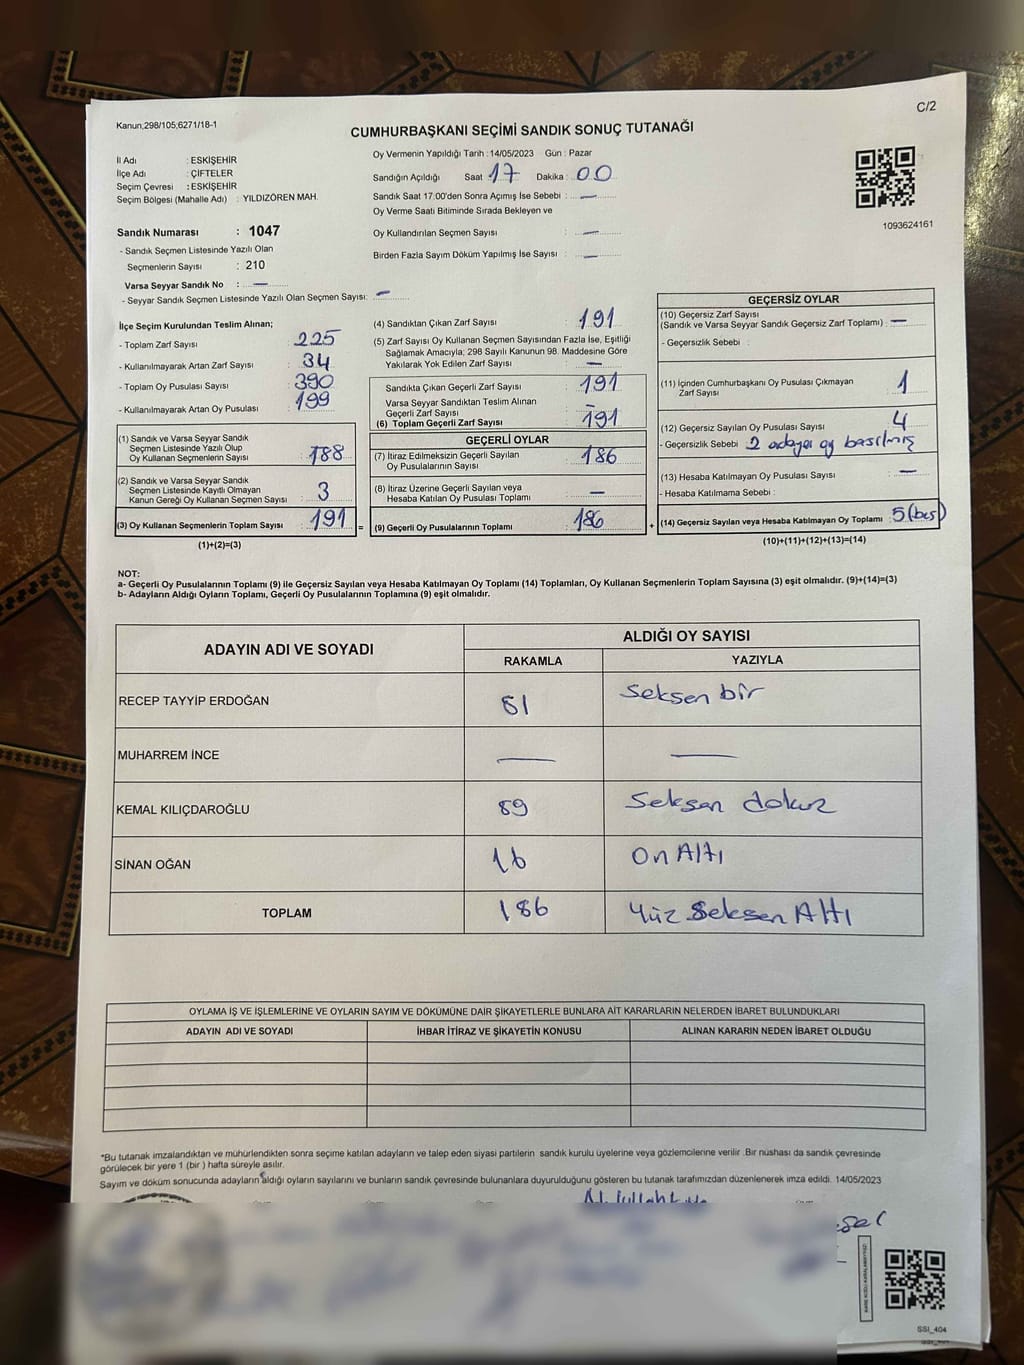 C/2
Kanun,298/105;6271/18-1
CUMHURBAŞKANI SEÇİMİ SANDIK SONUÇ TUTANAĞI
İl Adı : ESKİŞEHİR
İlçe Adı : ÇİFTELER
Seçim Çevresi : ESKİŞEHİR
Seçim Bölgesi (Mahalle Adı) : YILDIZÖREN MAH.
Sandık Numarası : 1047
- Sandık Seçmen Listesinde Yazılı Olan
Seçmenlerin Sayısı : 210
Varsa Seyyar Sandık No : —
- Seyyar Sandık Seçmen Listesinde Yazılı Olan Seçmen Sayısı: —
Oy Vermenin Yapıldığı Tarih : 14/05/2023 Gün : Pazar
Sandığın Açıldığı Saat 17 Dakika : 00
Sandık Saat 17:00'den Sonra Açımış İse Sebebi : —
Oy Verme Saati Bitiminde Sırada Bekleyen ve
Oy Kullandırılan Seçmen Sayısı : —
Birden Fazla Sayım Döküm Yapılmış İse Sayısı : —
1093624161
İlçe Seçim Kurulundan Teslim Alınan;
- Toplam Zarf Sayısı : 225
- Kullanılmayarak Artan Zarf Sayısı : 34
- Toplam Oy Pusulası Sayısı : 390
- Kullanılmayarak Artan Oy Pusulası : 199
(1) Sandık ve Varsa Seyyar Sandık
Seçmen Listesinde Yazılı Olup
Oy Kullanan Seçmenlerin Sayısı : 188
(2) Sandık ve Varsa Seyyar Sandık
Seçmen Listesinde Kayıtlı Olmayan
Kanun Gereği Oy Kullanan Seçmen Sayısı : 3
(3) Oy Kullanan Seçmenlerin Toplam Sayısı : 191 =
(1)+(2)=(3)
(4) Sandıktan Çıkan Zarf Sayısı : 191
(5) Zarf Sayısı Oy Kullanan Seçmen Sayısından Fazla İse, Eşitliği
Sağlamak Amacıyla; 298 Sayılı Kanunun 98. Maddesine Göre
Yakılarak Yok Edilen Zarf Sayısı : —
Sandıkta Çıkan Geçerli Zarf Sayısı : 191
Varsa Seyyar Sandıktan Teslim Alınan
Geçerli Zarf Sayısı : —
(6) Toplam Geçerli Zarf Sayısı : 191
GEÇERLİ OYLAR
(7) İtiraz Edilmeksizin Geçerli Sayılan
Oy Pusulalarının Sayısı : 186
(8) İtiraz Üzerine Geçerli Sayılan veya
Hesaba Katılan Oy Pusulası Toplamı : —
(9) Geçerli Oy Pusulalarının Toplamı : 186 +
GEÇERSİZ OYLAR
(10) Geçersiz Zarf Sayısı
(Sandık ve Varsa Seyyar Sandık Geçersiz Zarf Toplamı) : —
- Geçersizlik Sebebi :
(11) İçinden Cumhurbaşkanı Oy Pusulası Çıkmayan
Zarf Sayısı : 1
(12) Geçersiz Sayılan Oy Pusulası Sayısı : 4
- Geçersizlik Sebebi : 2 adaya oy basılmış
(13) Hesaba Katılmayan Oy Pusulası Sayısı : —
- Hesaba Katılmama Sebebi :
(14) Geçersiz Sayılan veya Hesaba Katılmayan Oy Toplamı : 5 (beş)
(10)+(11)+(12)+(13)=(14)
NOT:
a- Geçerli Oy Pusulalarının Toplamı (9) ile Geçersiz Sayılan veya Hesaba Katılmayan Oy Toplamı (14) Toplamları, Oy Kullanan Seçmenlerin Toplam Sayısına (3) eşit olmalıdır. (9)+(14)=(3)
b- Adayların Aldığı Oyların Toplamı, Geçerli Oy Pusulalarının Toplamına (9) eşit olmalıdır.
ADAYIN ADI VE SOYADI ALDIĞI OY SAYISI
RAKAMLA YAZIYLA
RECEP TAYYİP ERDOĞAN 81 Seksen bir
MUHARREM İNCE — —
KEMAL KILIÇDAROĞLU 89 Seksen dokuz
SİNAN OĞAN 16 On Altı
TOPLAM 186 Yüz Seksen Altı
OYLAMA İŞ VE İŞLEMLERİNE VE OYLARIN SAYIM VE DÖKÜMÜNE DAİR ŞİKAYETLERLE BUNLARA AİT KARARLARIN NELERDEN İBARET BULUNDUKLARI
ADAYIN ADI VE SOYADI İHBAR İTİRAZ VE ŞİKAYETİN KONUSU ALINAN KARARIN NEDEN İBARET OLDUĞU
*Bu tutanak imzalandıktan ve mühürlendikten sonra seçime katılan adayların ve talep eden siyasi partilerin sandık kurulu üyelerine veya gözlemcilerine verilir .Bir nüshası da sandık çevresinde
görülecek bir yere 1 (bir ) hafta süreyle asılır.
Sayım ve döküm sonucunda adayların aldığı oyların sayılarını ve bunların sandık çevresinde bulunanlara duyurulduğunu gösteren bu tutanak tarafımızdan düzenlenerek imza edildi. 14/05/2023
SSI_404